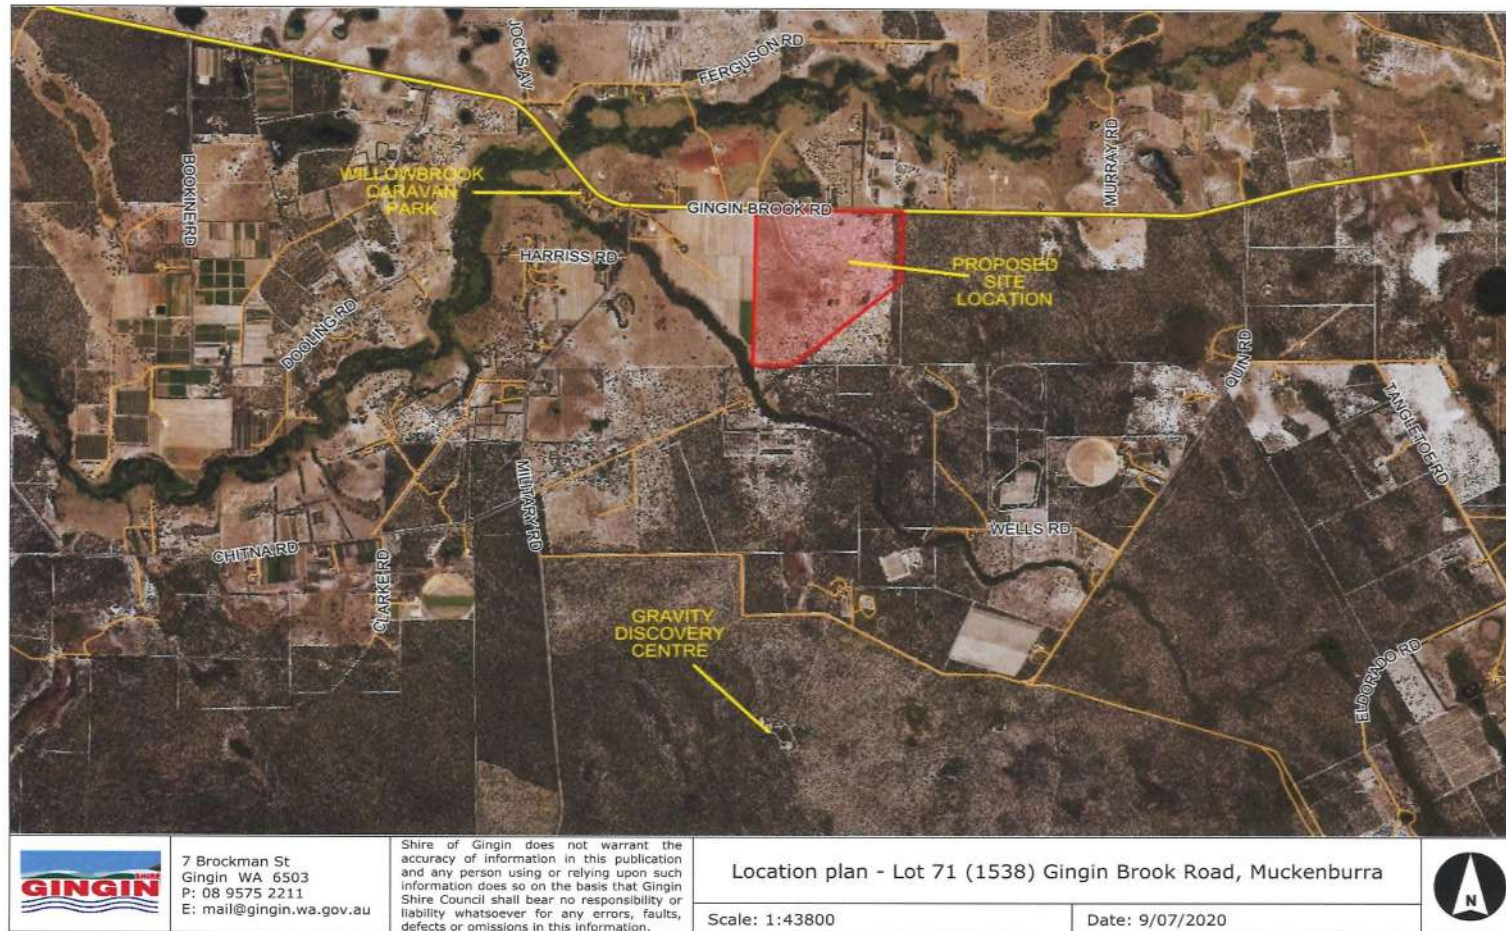 JOCKS AV
FERGUSON RD
BOOKINE RD
WILLOWBROOK
CARAVAN
PARK
MURRAY RD
GINGIN BROOK RD
HARRISS RD
PROPOSED
SITE
LOCATION
DOOLING RD
QUIN RD
TANGLETOE RD
MILITARY RD
WELLS RD
CHITNA RD
CLARKE RD
GRAVITY
DISCOVERY
CENTRE
ELDORADO RD
SHIRE
GINGIN
7 Brockman St
Gingin WA 6503
P: 08 9575 2211
E: mail@gingin.wa.gov.au
Shire of Gingin does not warrant the
accuracy of information in this publication
and any person using or relying upon such
information does so on the basis that Gingin
Shire Council shall bear no responsibility or
liability whatsoever for any errors, faults,
defects or omissions in this information.
Location plan - Lot 71 (1538) Gingin Brook Road, Muckenburra
Scale: 1:43800
Date: 9/07/2020
N